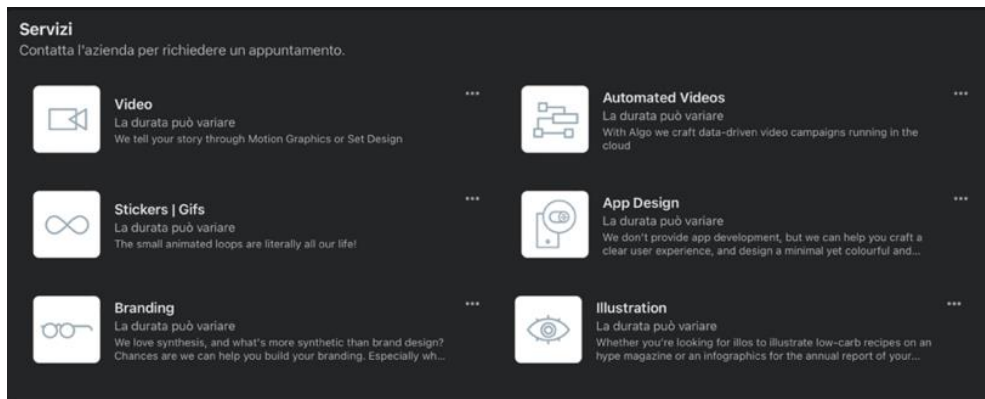 Servizi
Contatta l'azienda per richiedere un appuntamento.
Video
La durata può variare
We tell your story through Motion Graphics or Set Design
Automated Videos
La durata può variare
With Algo we craft data-driven video campaigns running in the
cloud
Stickers | Gifs
La durata può variare
The small animated loops are literally all our life!
App Design
La durata può variare
We don't provide app development, but we can help you craft a
clear user experience, and design a minimal yet colourful and...
Branding
La durata può variare
We love synthesis, and what's more synthetic than brand design?
Chances are we can help you build your branding. Especially wh...
Illustration
La durata può variare
Whether you're looking for illos to illustrate low-carb recipes on an
hype magazine or an infographics for the annual report of your...